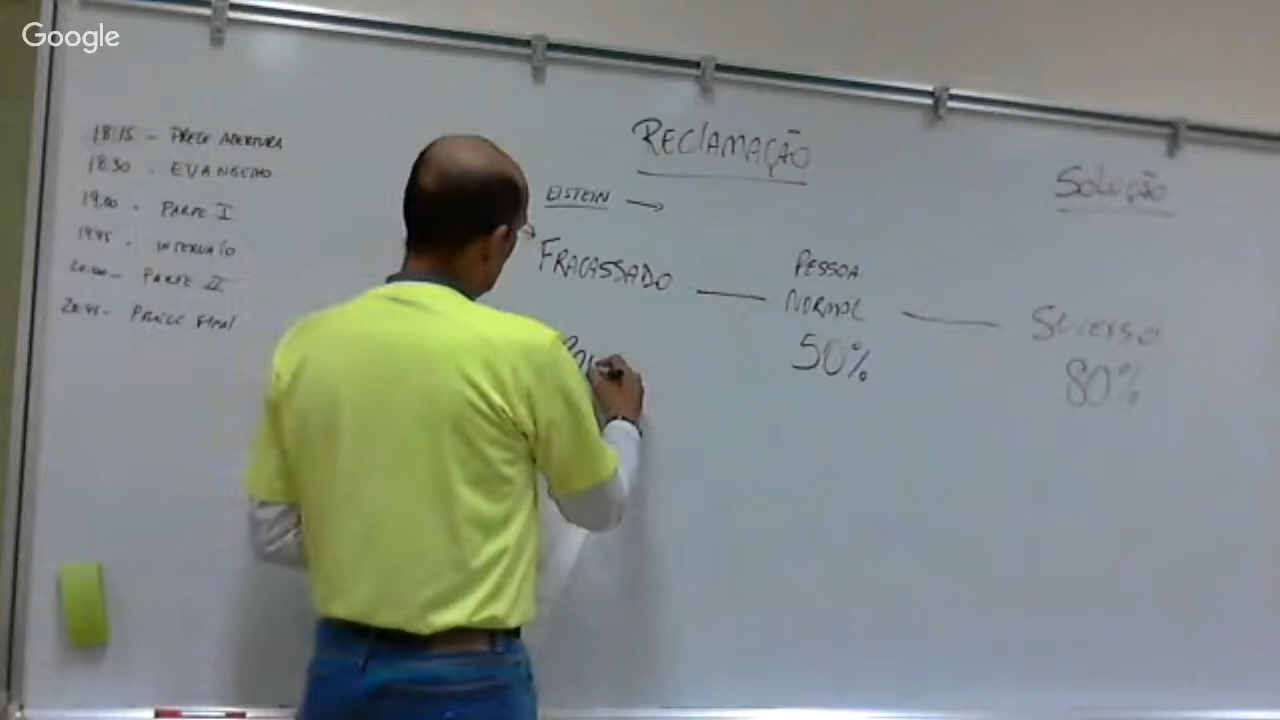 Google
18:15 - PRECE ABERTURA
18:30 - EVANGELHO
19:00 - PARTE I
19:45 - INTERVALO
20:00 - PARTE II
20:45 - PRECE FINAL
RECLAMAÇÃO
SOLUÇÃO
EISTEIN →
FRACASSADO — PESSOA NORMAL — SUCESSO
50%
80%